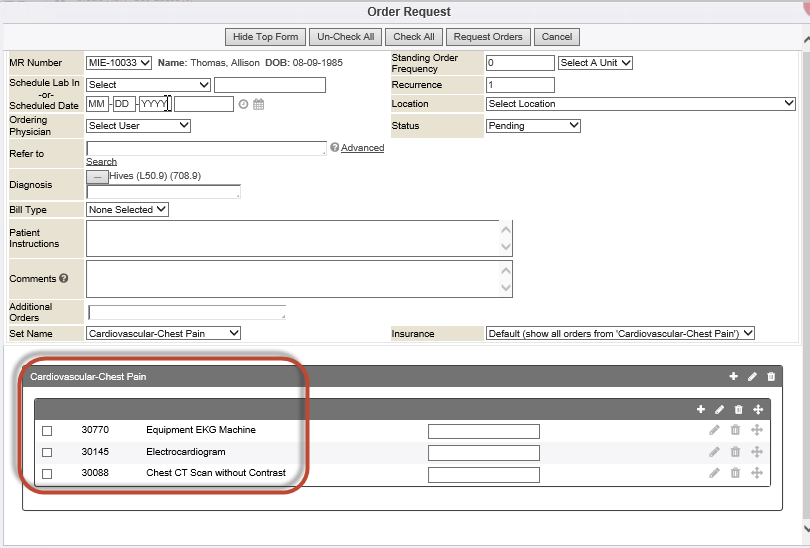 Order Request
Hide Top Form Un-Check All Check All Request Orders Cancel
MR Number MIE-10033 Name: Thomas, Allison DOB: 08-09-1985
Standing Order Frequency 0 Select A Unit
Schedule Lab In Select
-or-
Scheduled Date MM - DD - YYYY
Recurrence 1
Location Select Location
Ordering Physician Select User
Status Pending
Refer to Advanced
Search
Diagnosis — Hives (L50.9) (708.9)
Bill Type None Selected
Patient Instructions
Comments ?
Additional Orders
Set Name Cardiovascular-Chest Pain
Insurance Default (show all orders from 'Cardiovascular-Chest Pain')
Cardiovascular-Chest Pain
30770 Equipment EKG Machine
30145 Electrocardiogram
30088 Chest CT Scan without Contrast